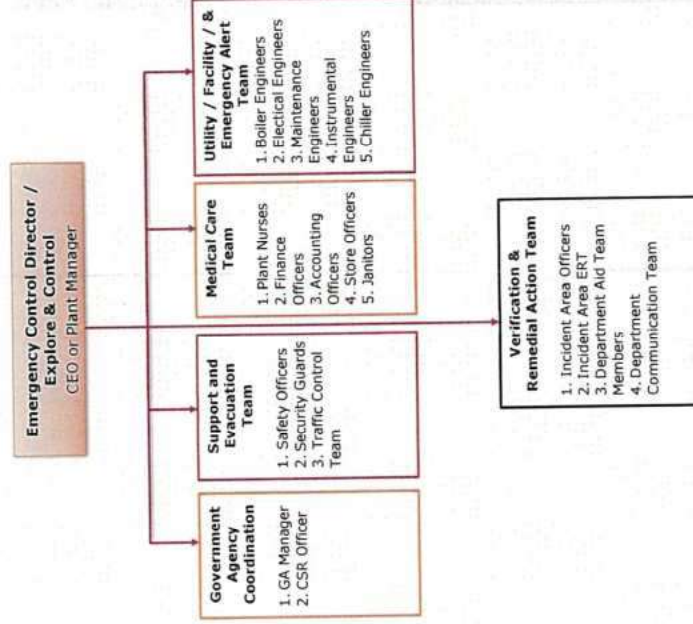 Emergency Control Director /
Explore & Control
CEO or Plant Manager
Government
Agency
Coordination
1. GA Manager
2. CSR Officer
Support and
Evacuation
Team
1. Safety Officers
2. Security Guards
3. Traffic Control
Team
Medical Care
Team
1. Plant Nurses
2. Finance
Officers
3. Accounting
Officers
4. Store Officers
5. Janitors
Utility / Facility / &
Emergency Alert
Team
1. Boiler Engineers
2. Electical Engineers
3. Maintenance
Engineers
4. Instrumental
Engineers
5. Chiller Engineers
Verification &
Remedial Action Team
1. Incident Area Officers
2. Incident Area ERT
3. Department Aid Team
Members
4. Department
Communication Team